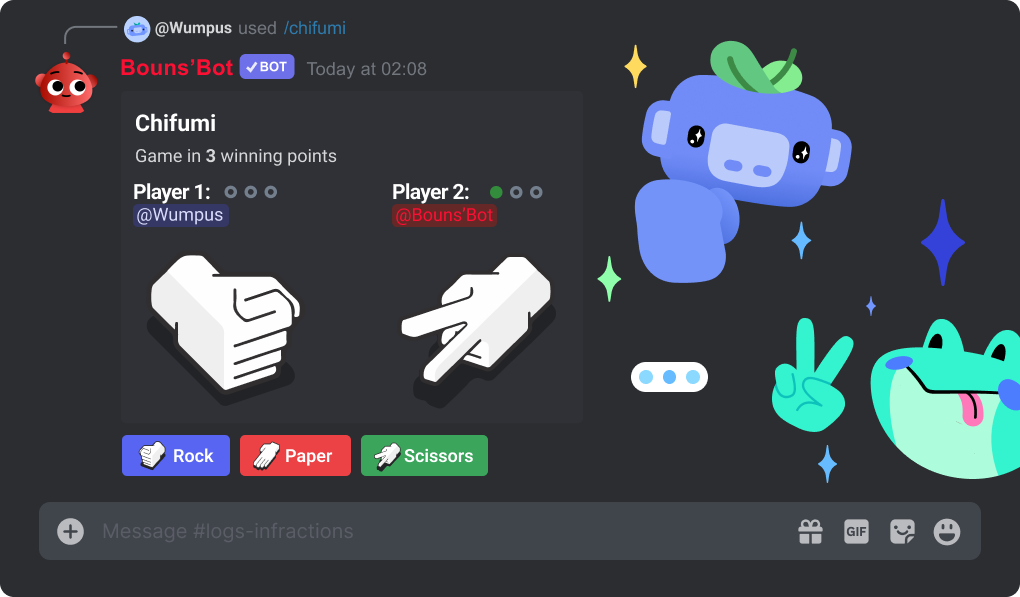 @Wumpus used /chifumi
Bouns'Bot ✓BOT Today at 02:08
Chifumi
Game in 3 winning points
Player 1: Player 2:
@Wumpus @Bouns'Bot
Rock Paper Scissors
Message #logs-infractions GIF